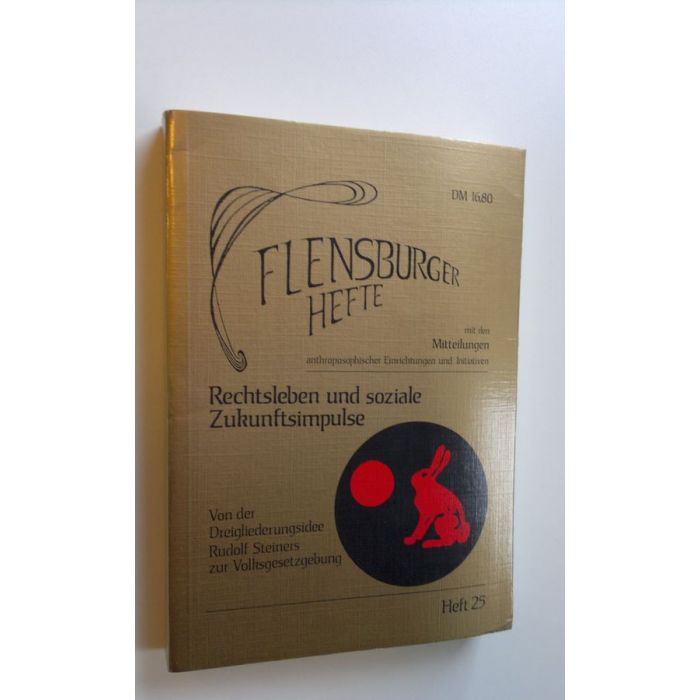 DM 16,80
FLENSBURGER
HEFTE
mit den
Mitteilungen
anthroposophischer Einrichtungen und Initiativen
Rechtsleben und soziale
Zukunftsimpulse
Von der
Dreigliederungsidee
Rudolf Steiners
zur Volksgesetzgebung
Heft 25